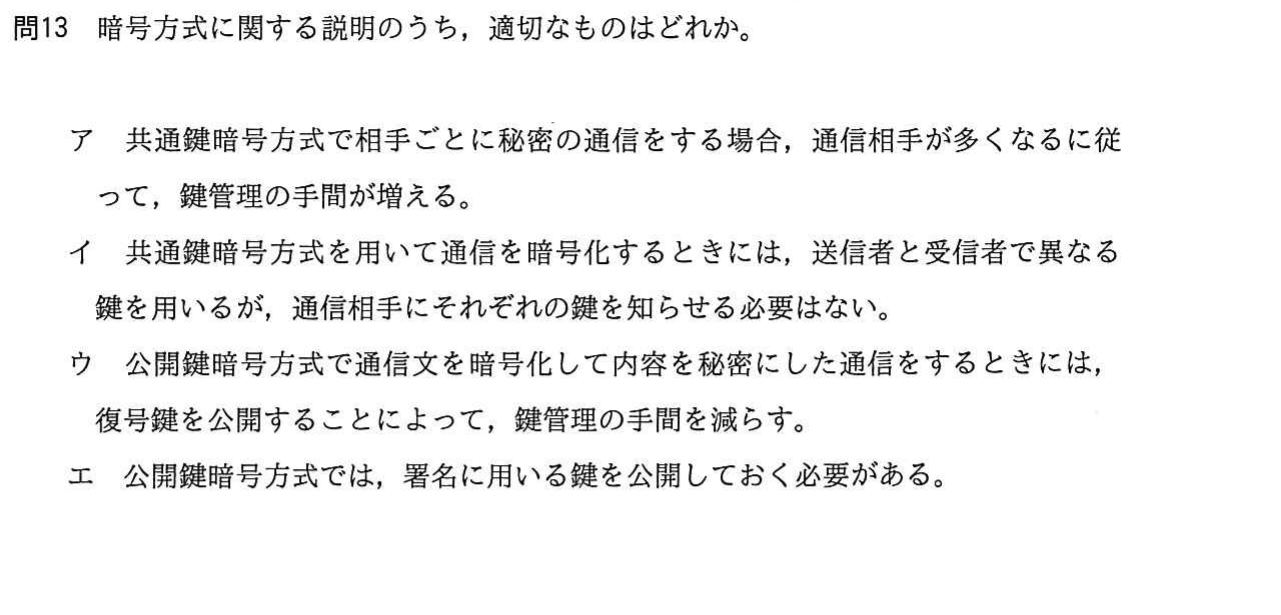 問13　暗号方式に関する説明のうち，適切なものはどれか。
ア　共通鍵暗号方式で相手ごとに秘密の通信をする場合，通信相手が多くなるに従
って，鍵管理の手間が増える。
イ　共通鍵暗号方式を用いて通信を暗号化するときには，送信者と受信者で異なる
鍵を用いるが，通信相手にそれぞれの鍵を知らせる必要はない。
ウ　公開鍵暗号方式で通信文を暗号化して内容を秘密にした通信をするときには，
復号鍵を公開することによって，鍵管理の手間を減らす。
エ　公開鍵暗号方式では，署名に用いる鍵を公開しておく必要がある。